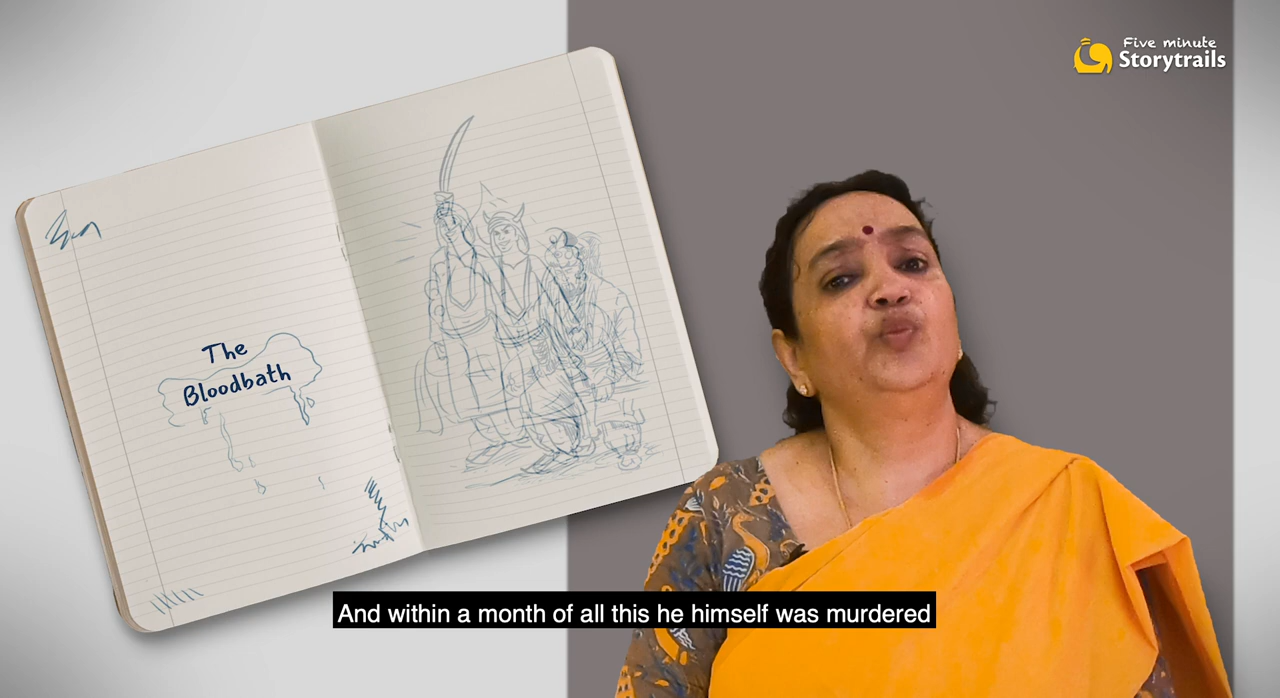 Five minute
Storytrails
The
Bloodbath
And within a month of all this he himself was murdered